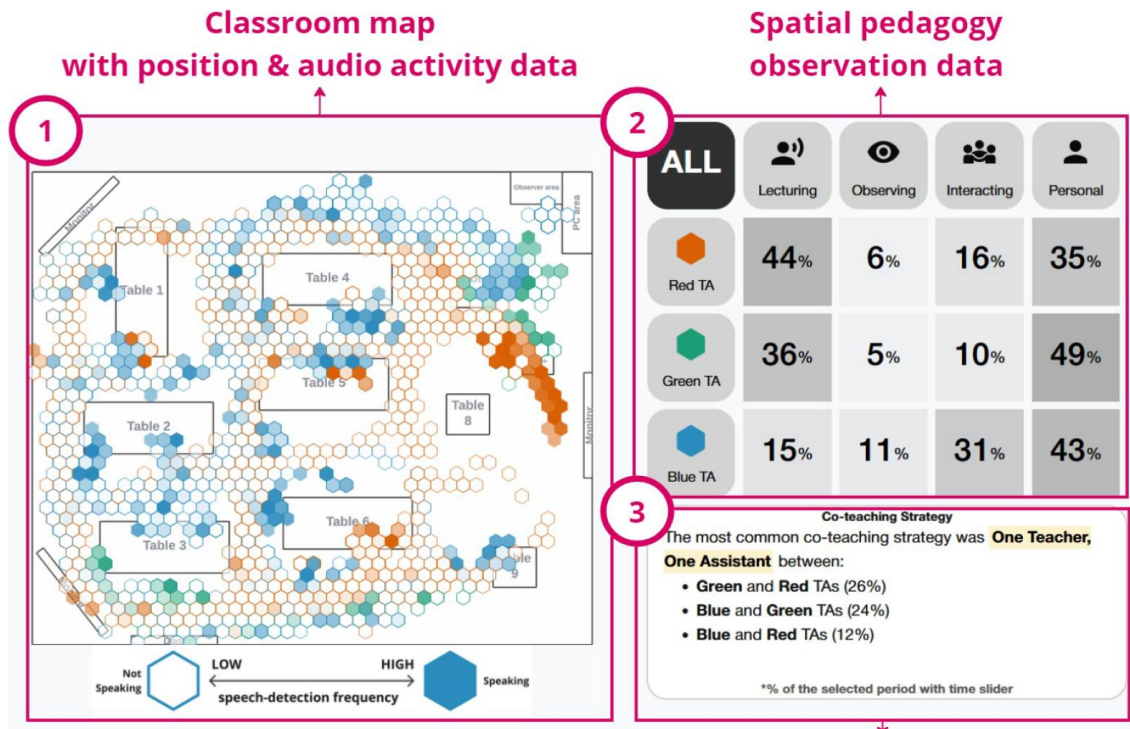 Classroom map
with position & audio activity data
Spatial pedagogy
observation data
1
Monitor
Observer area
PC area
Table 1
Table 4
Table 5
Table 2
Table 8
Monitor
Table 6
Table 3
9
LOW
HIGH
Not
Speaking
speech-detection frequency
Speaking
2
ALL
Lecturing
Observing
Interacting
Personal
Red TA
44%
6%
16%
35%
Green TA
36%
5%
10%
49%
Blue TA
15%
11%
31%
43%
3
Co-teaching Strategy
The most common co-teaching strategy was One Teacher,
One Assistant between:
• Green and Red TAs (26%)
• Blue and Green TAs (24%)
• Blue and Red TAs (12%)
*% of the selected period with time slider